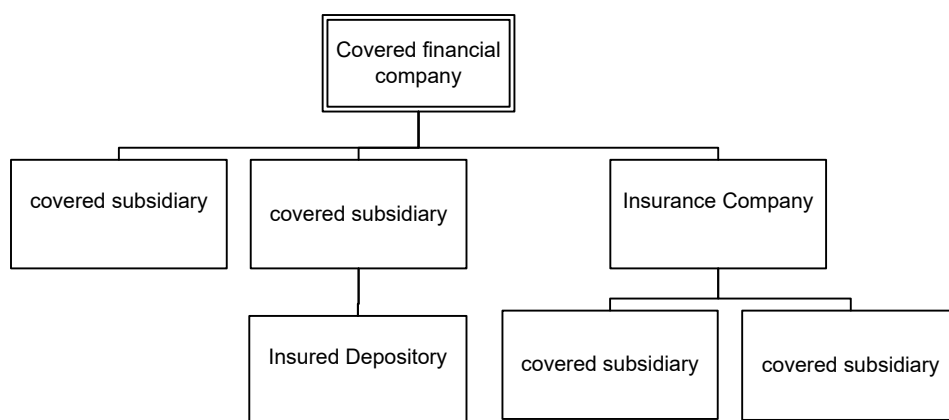 Covered financial
company
covered subsidiary
covered subsidiary
Insurance Company
Insured Depository
covered subsidiary
covered subsidiary